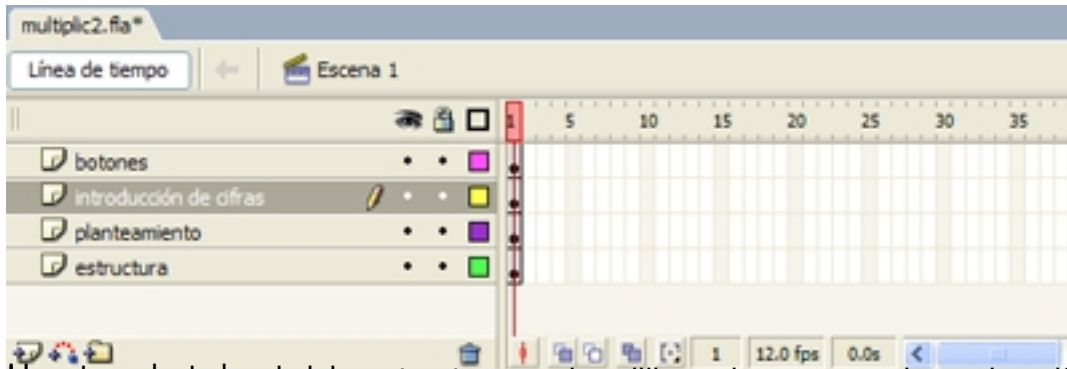 multiplic2.fla*
Línea de tiempo Escena 1
1 5 10 15 20 25 30 35
botones
introducción de cifras
planteamiento
estructura
1 12.0 fps 0.0s